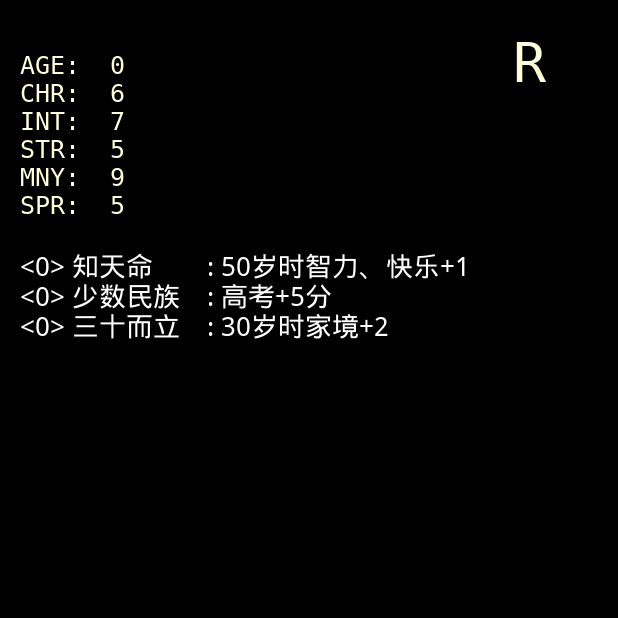 R
AGE: 0
CHR: 6
INT: 7
STR: 5
MNY: 9
SPR: 5
<0> 知天命 : 50岁时智力、快乐+1
<0> 少数民族 : 高考+5分
<0> 三十而立 : 30岁时家境+2